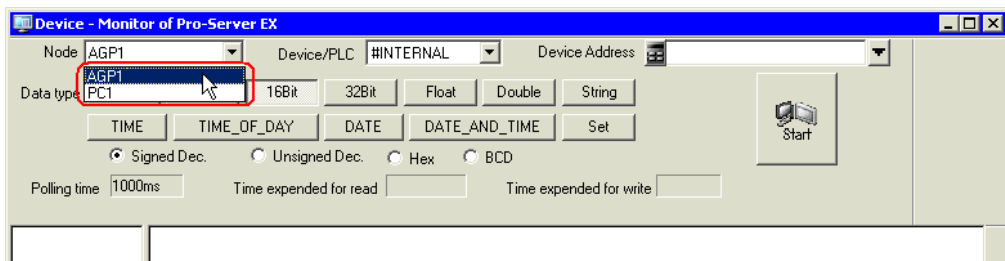 Device - Monitor of Pro-Server EX
Node AGP1 Device/PLC #INTERNAL Device Address
AGP1
Data type PC1 16Bit 32Bit Float Double String
TIME TIME_OF_DAY DATE DATE_AND_TIME Set
Start
Signed Dec. Unsigned Dec. Hex BCD
Polling time 1000ms Time expended for read Time expended for write